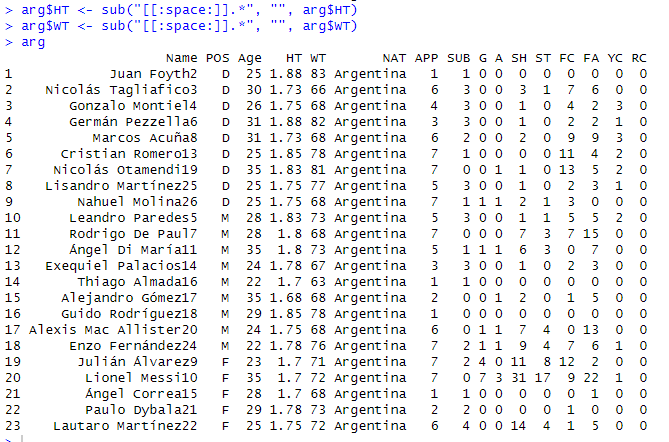 > arg$HT <- sub("[[:space:]].*", "", arg$HT)
> arg$WT <- sub("[[:space:]].*", "", arg$WT)
> arg
Name POS Age HT WT NAT APP SUB G A SH ST FC FA YC RC
1 Juan Foyth2 D 25 1.88 83 Argentina 1 1 0 0 0 0 0 0 0 0
2 Nicolás Tagliafico3 D 30 1.73 66 Argentina 6 3 0 0 3 1 7 6 0 0
3 Gonzalo Montiel4 D 26 1.75 68 Argentina 4 3 0 0 1 0 4 2 3 0
4 Germán Pezzella6 D 31 1.88 82 Argentina 3 3 0 0 1 0 2 2 1 0
5 Marcos Acuña8 D 31 1.73 68 Argentina 6 2 0 0 2 0 9 9 3 0
6 Cristian Romero13 D 25 1.85 78 Argentina 7 1 0 0 0 0 11 4 2 0
7 Nicolás Otamendi19 D 35 1.83 81 Argentina 7 0 0 1 1 0 13 5 2 0
8 Lisandro Martínez25 D 25 1.75 77 Argentina 5 3 0 0 1 0 2 3 1 0
9 Nahuel Molina26 D 25 1.75 68 Argentina 7 1 1 1 2 1 3 0 0 0
10 Leandro Paredes5 M 28 1.83 73 Argentina 5 3 0 0 1 1 5 5 2 0
11 Rodrigo De Paul7 M 28 1.8 68 Argentina 7 0 0 0 7 3 7 15 0 0
12 Ángel Di María11 M 35 1.8 73 Argentina 5 1 1 1 6 3 0 7 0 0
13 Exequiel Palacios14 M 24 1.78 67 Argentina 3 3 0 0 1 0 2 3 0 0
14 Thiago Almada16 M 22 1.7 63 Argentina 1 1 0 0 0 0 0 0 0 0
15 Alejandro Gómez17 M 35 1.68 68 Argentina 2 0 0 1 2 0 1 5 0 0
16 Guido Rodríguez18 M 29 1.85 78 Argentina 1 1 0 0 0 0 0 0 0 0
17 Alexis Mac Allister20 M 24 1.75 68 Argentina 6 0 1 1 7 4 0 13 0 0
18 Enzo Fernández24 M 22 1.78 76 Argentina 7 2 1 1 9 4 7 6 1 0
19 Julián Álvarez9 F 23 1.7 71 Argentina 7 2 4 0 11 8 12 2 0 0
20 Lionel Messi10 F 35 1.7 72 Argentina 7 0 7 3 31 17 9 22 1 0
21 Ángel Correa15 F 28 1.7 68 Argentina 1 1 0 0 0 0 0 1 0 0
22 Paulo Dybala21 F 29 1.78 73 Argentina 2 2 0 0 0 0 1 0 0 0
23 Lautaro Martínez22 F 25 1.75 72 Argentina 6 4 0 0 14 4 1 5 0 0
>